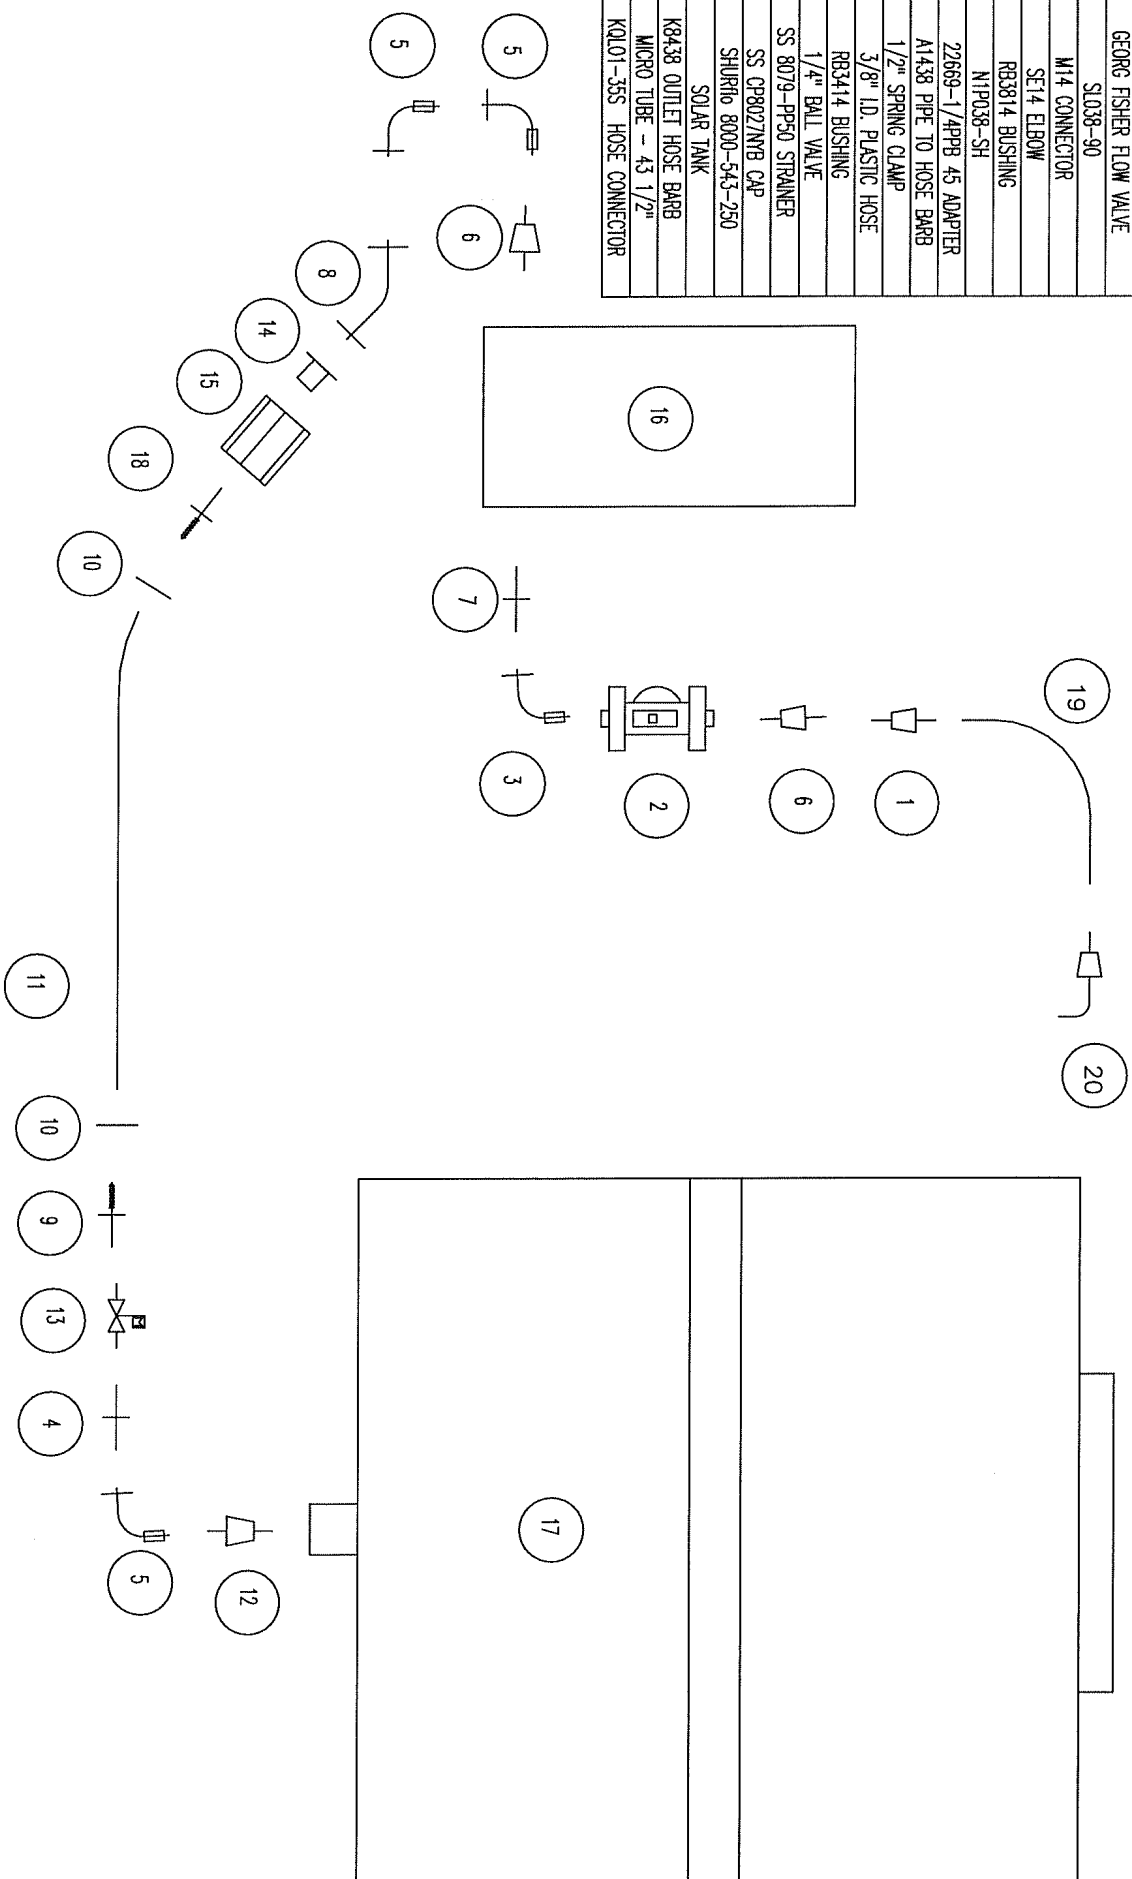 GEORG FISHER FLOW VALVE
SL038-90
M14 CONNECTOR
SE14 ELBOW
RB3814 BUSHING
N1P038-SH
22669-1/4PPB 45 ADAPTER
A1438 PIPE TO HOSE BARB
1/2" SPRING CLAMP
3/8" I.D. PLASTIC HOSE
RB3414 BUSHING
1/4" BALL VALVE
SS 8079-PP50 STRAINER
SS CP8027NYB CAP
SHURflo 8000-543-250
SOLAR TANK
K8438 OUTLET HOSE BARB
MICRO TUBE - 43 1/2"
KQL01-35S HOSE CONNECTOR
20
19
1
6
2
3
7
16
5
6
5
8
14
15
18
10
11
10
9
13
4
5
12
17